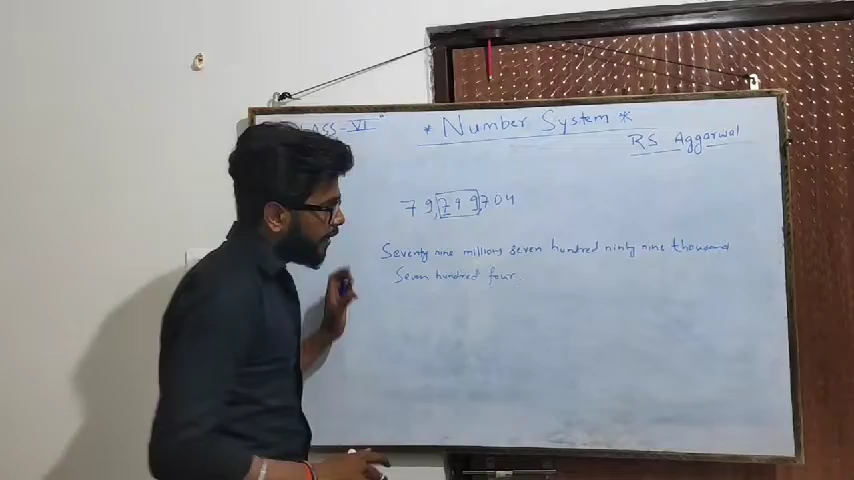 CLASS-VI"
* Number System *
RS Aggarwal
79,799,704
Seventy nine millions seven hundred ninty nine thousand
Seven hundred four.